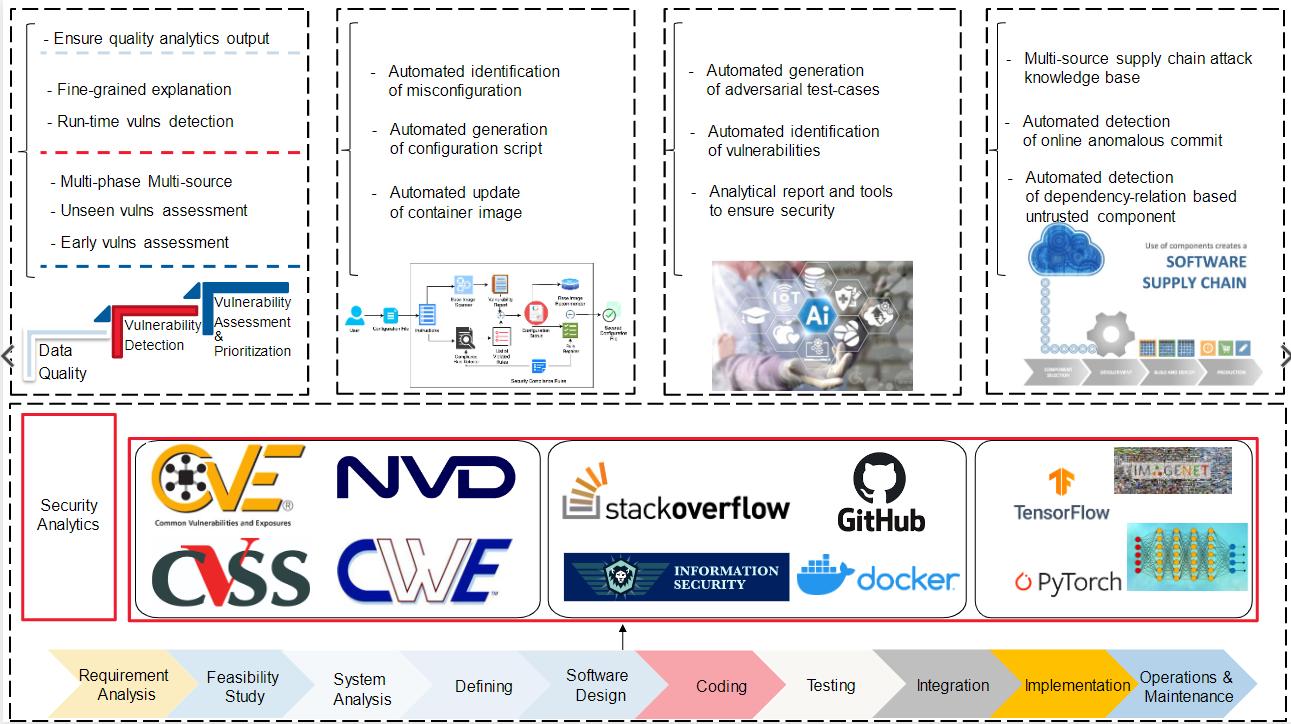 - Ensure quality analytics output
- Fine-grained explanation
- Run-time vulns detection
- Multi-phase Multi-source
- Unseen vulns assessment
- Early vulns assessment
Data
Quality
Vulnerability
Detection
Vulnerability
Assessment
&
Prioritization
- Automated identification
of misconfiguration
- Automated generation
of configuration script
- Automated update
of container image
User
Configuration File
Instructions
Base Image
Scanner
Vulnerability
Report
Base Image
Recommender
Compliance
Rule Detector
List of
Violated Rules
Configuration
Rule
Secured
Configuration
File
Security Compliance Rules
- Automated generation
of adversarial test-cases
- Automated identification
of vulnerabilities
- Analytical report and tools
to ensure security
IoT
Ai
- Multi-source supply chain attack
knowledge base
- Automated detection
of online anomalous commit
- Automated detection
of dependency-relation based
untrusted component
Use of components creates a
SOFTWARE
SUPPLY CHAIN
COMPONENT
SELECTION
DEVELOPMENT
BUILD AND DEPLOY
PRODUCTION
Security
Analytics
CVE®
Common Vulnerabilities and Exposures
NVD
CVSS
CWE™
stackoverflow
GitHub
INFORMATION
SECURITY
docker
TensorFlow
IMAGENET
PyTorch
Requirement
Analysis
Feasibility
Study
System
Analysis
Defining
Software
Design
Coding
Testing
Integration
Implementation
Operations &
Maintenance